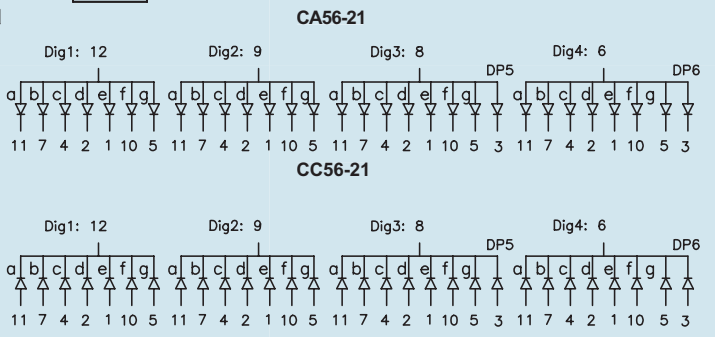 CA56-21
Dig1: 12 Dig2: 9 Dig3: 8 Dig4: 6
DP5 DP6
a b c d e f g a b c d e f g a b c d e f g a b c d e f g
11 7 4 2 1 10 5 11 7 4 2 1 10 5 11 7 4 2 1 10 5 3 11 7 4 2 1 10 5 3
CC56-21
Dig1: 12 Dig2: 9 Dig3: 8 Dig4: 6
DP5 DP6
a b c d e f g a b c d e f g a b c d e f g a b c d e f g
11 7 4 2 1 10 5 11 7 4 2 1 10 5 11 7 4 2 1 10 5 3 11 7 4 2 1 10 5 3